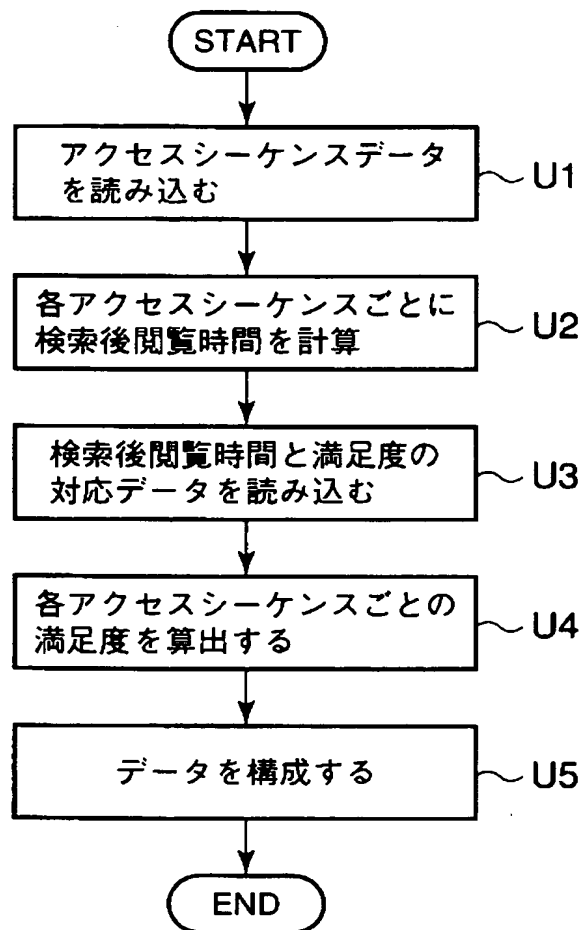 START
アクセスシーケンスデータ
を読み込む
U1
各アクセスシーケンスごとに
検索後閲覧時間を計算
U2
検索後閲覧時間と満足度の
対応データを読み込む
U3
各アクセスシーケンスごとの
満足度を算出する
U4
データを構成する
U5
END